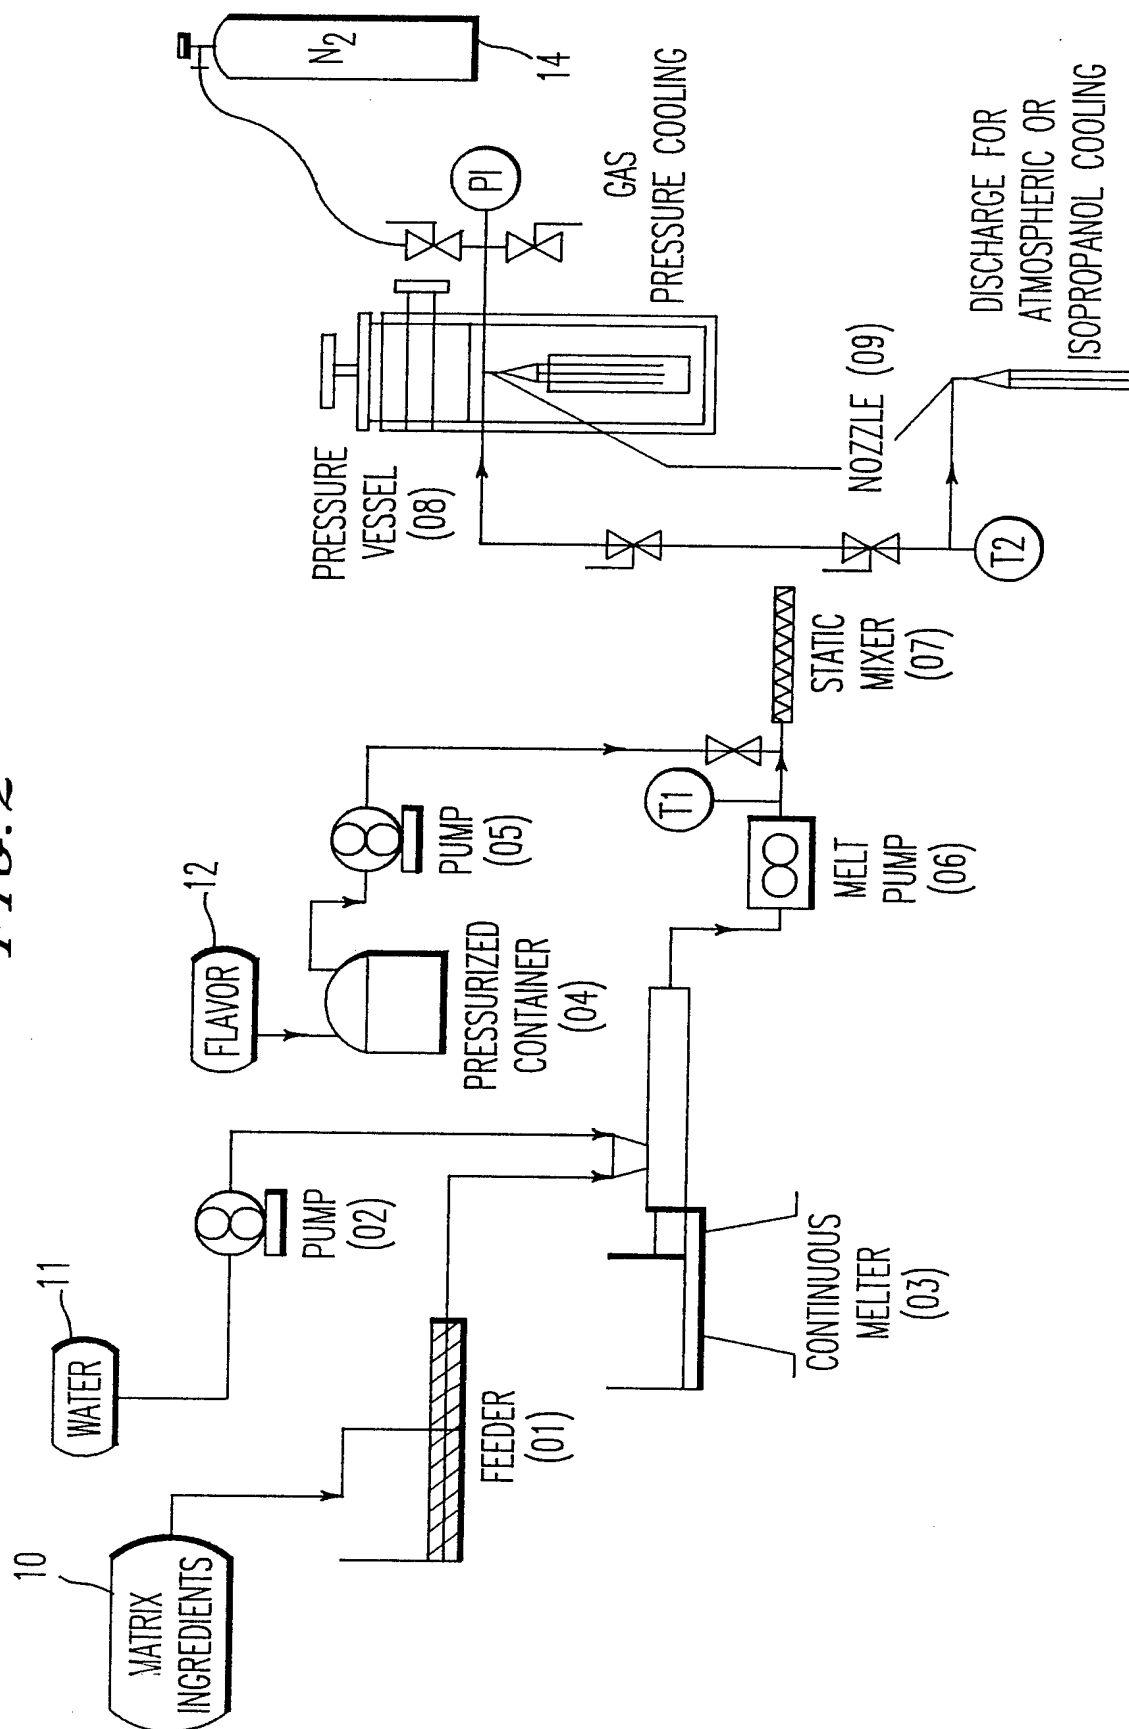 FIG. 2
10
MATRIX
INGREDIENTS
11
WATER
PUMP
(02)
FEEDER
(01)
12
FLAVOR
PRESSURIZED
CONTAINER
(04)
PUMP
(05)
CONTINUOUS
MELTER
(03)
MELT
PUMP
(06)
T1
STATIC
MIXER
(07)
PRESSURE
VESSEL
(08)
N2
14
PI
GAS
PRESSURE COOLING
NOZZLE (09)
T2
DISCHARGE FOR
ATMOSPHERIC OR
ISOPROPANOL COOLING